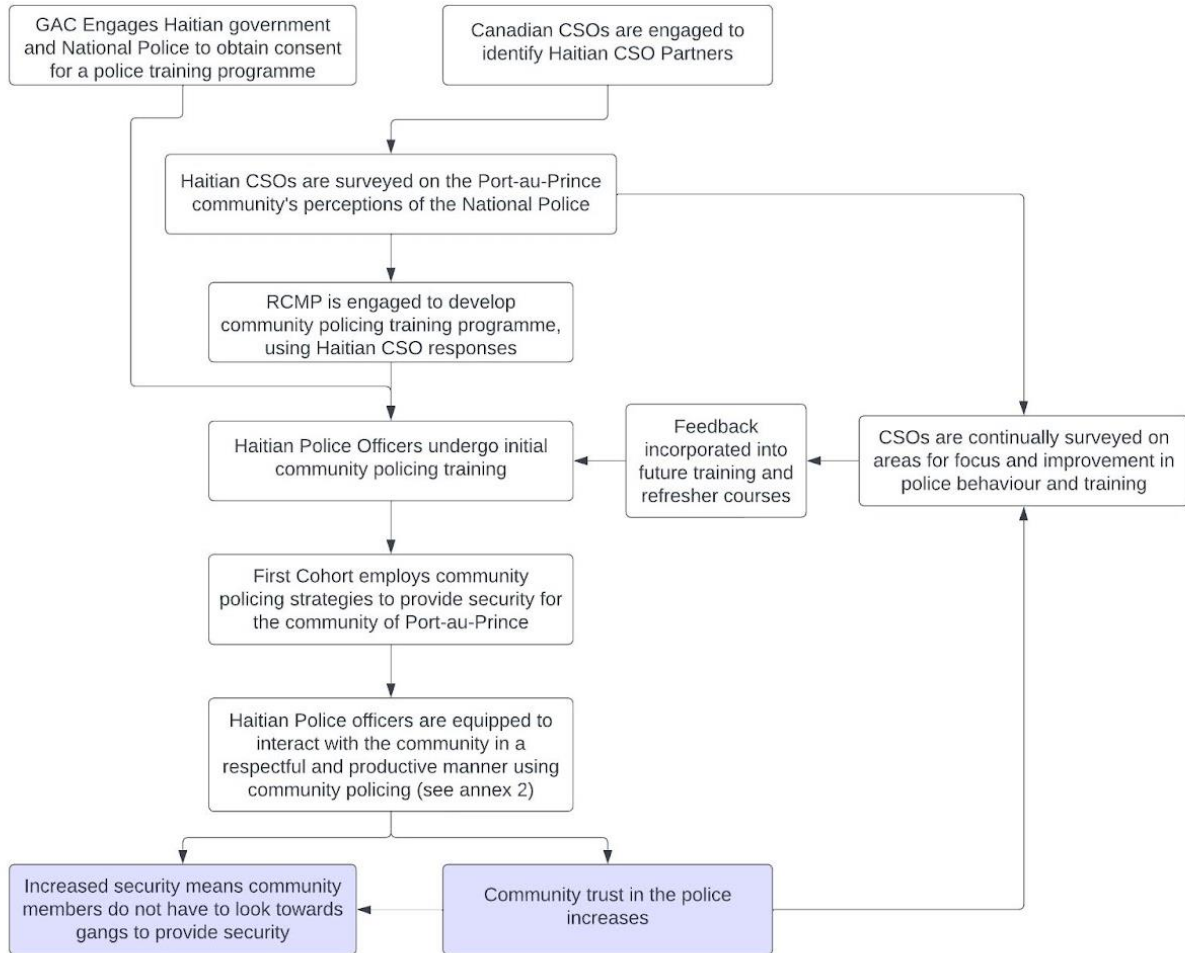 GAC Engages Haitian government
and National Police to obtain consent
for a police training programme
Canadian CSOs are engaged to
identify Haitian CSO Partners
Haitian CSOs are surveyed on the Port-au-Prince
community's perceptions of the National Police
RCMP is engaged to develop
community policing training programme,
using Haitian CSO responses
Haitian Police Officers undergo initial
community policing training
Feedback
incorporated into
future training and
refresher courses
CSOs are continually surveyed on
areas for focus and improvement in
police behaviour and training
First Cohort employs community
policing strategies to provide security for
the community of Port-au-Prince
Haitian Police officers are equipped to
interact with the community in a
respectful and productive manner using
community policing (see annex 2)
Increased security means community
members do not have to look towards
gangs to provide security
Community trust in the police
increases